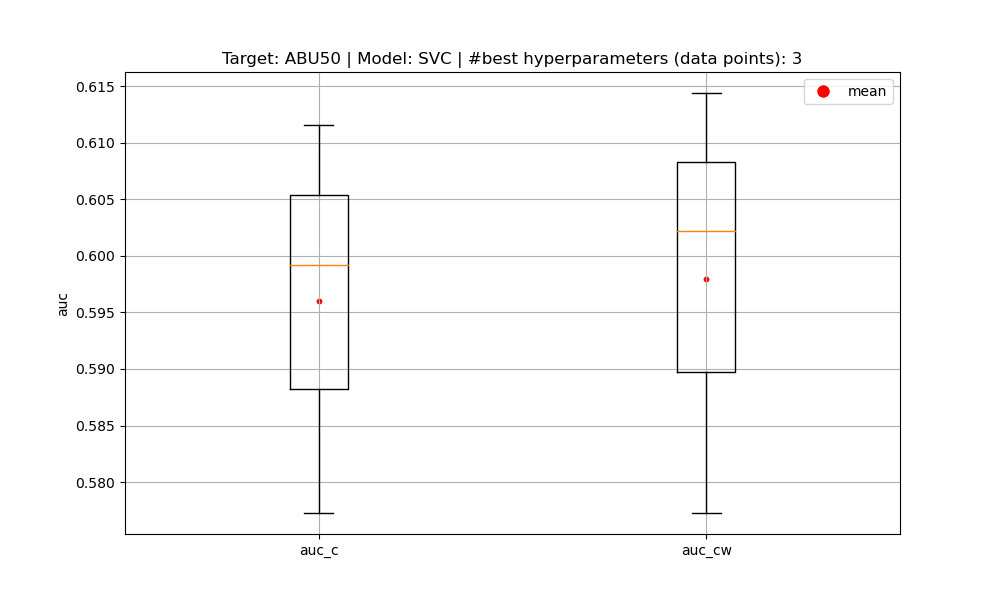 Target: ABU50 | Model: SVC | #best hyperparameters (data points): 3
mean
0.615
0.610
0.605
0.600
0.595
0.590
0.585
0.580
auc
auc_c
auc_cw